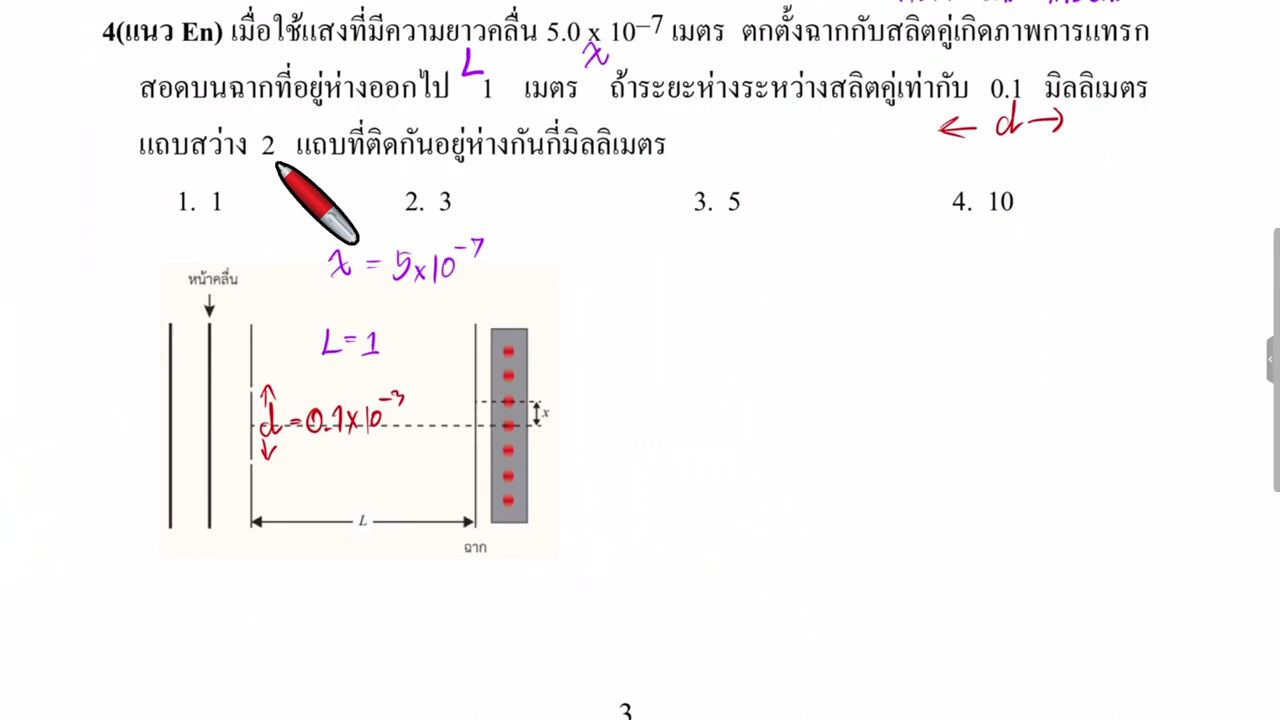 4(แนว En) เมื่อใช้แสงที่มีความยาวคลื่น 5.0 x 10⁻⁷ เมตร ตกตั้งฉากกับสลิตคู่เกิดภาพการแทรก
L
λ
สอดบนฉากที่อยู่ห่างออกไป 1 เมตร ถ้าระยะห่างระหว่างสลิตคู่เท่ากับ 0.1 มิลลิเมตร
← d →
แถบสว่าง 2 แถบที่ติดกันอยู่ห่างกันกี่มิลลิเมตร
1. 1 2. 3 3. 5 4. 10
λ = 5x10⁻⁷
หน้าคลื่น
L=1
d = 0.1x10⁻³
x
L
ฉาก
3